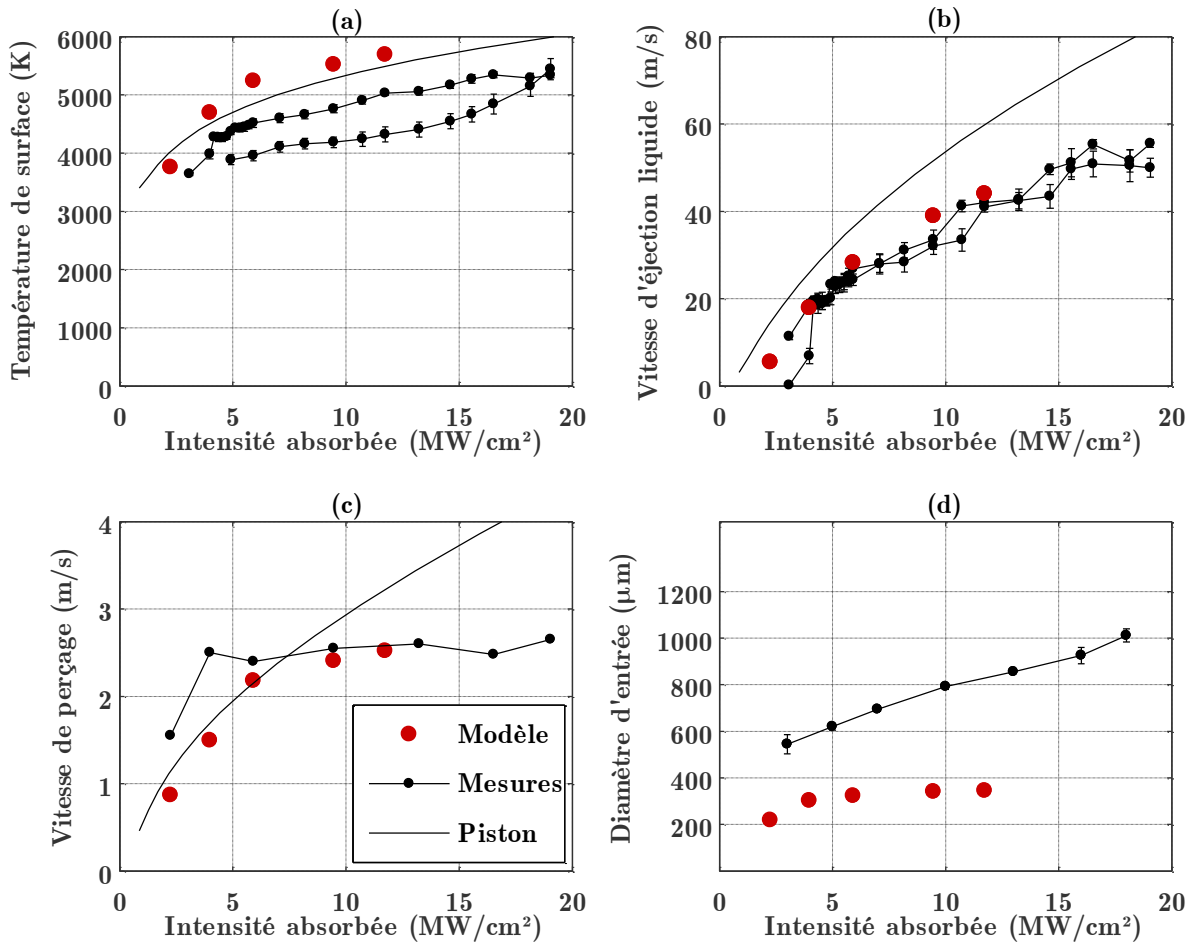 (a)
Température de surface (K)
6000
5000
4000
3000
2000
1000
0
0 5 10 15 20
Intensité absorbée (MW/cm²)
(b)
Vitesse d'éjection liquide (m/s)
80
60
40
20
0
0 5 10 15 20
Intensité absorbée (MW/cm²)
(c)
Vitesse de perçage (m/s)
4
3
2
1
0
Modèle
Mesures
Piston
0 5 10 15 20
Intensité absorbée (MW/cm²)
(d)
Diamètre d'entrée (µm)
1200
1000
800
600
400
200
0 5 10 15 20
Intensité absorbée (MW/cm²)